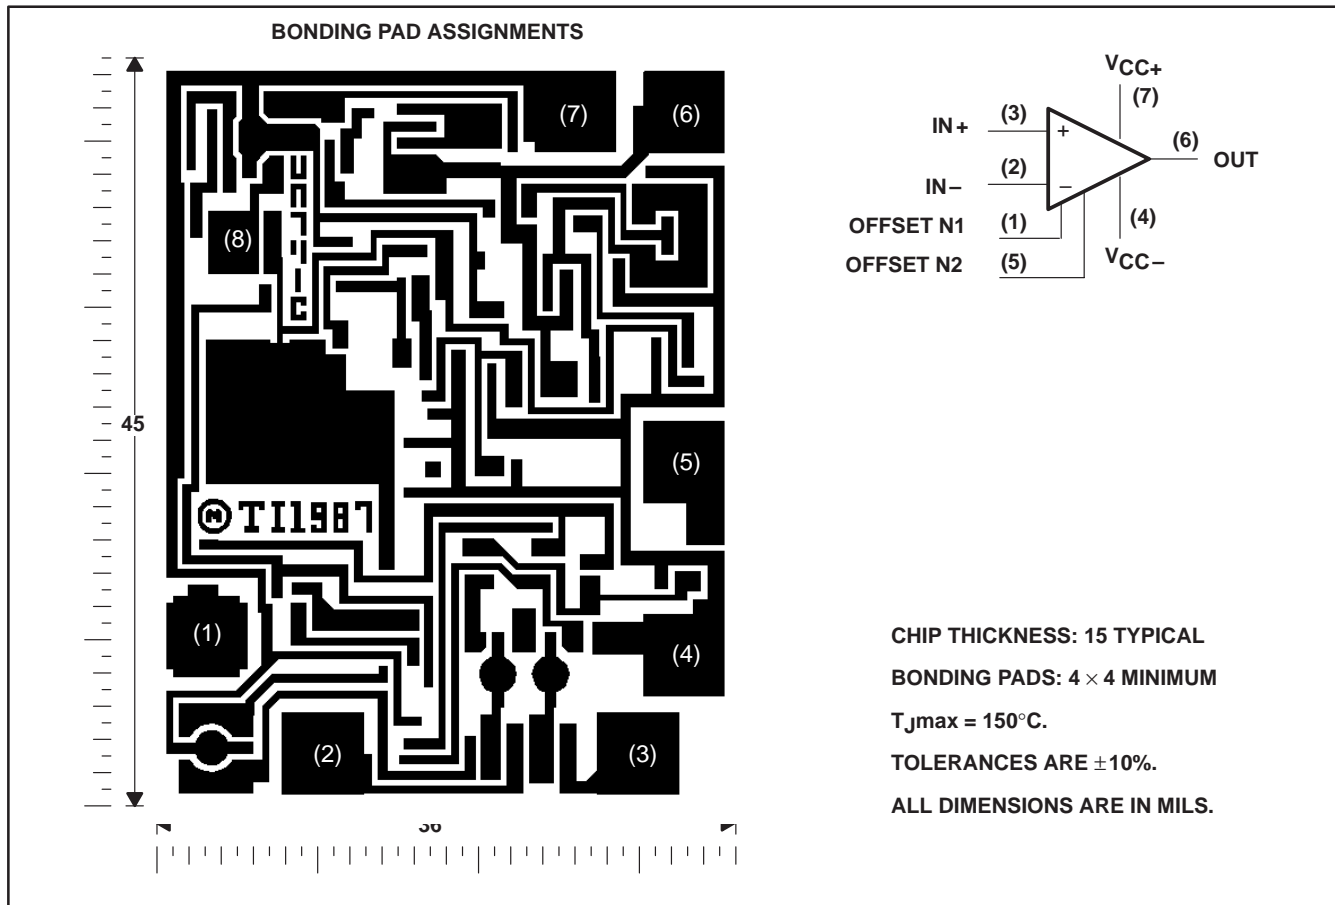 BONDING PAD ASSIGNMENTS
(7)
(6)
(8)
45
(5)
TI1987
(1)
(4)
(2)
(3)
36
VCC+
(7)
IN+
(3)
+
(6)
OUT
IN−
(2)
−
OFFSET N1
(1)
(4)
OFFSET N2
(5)
VCC−
CHIP THICKNESS: 15 TYPICAL
BONDING PADS: 4 × 4 MINIMUM
TJmax = 150°C.
TOLERANCES ARE ±10%.
ALL DIMENSIONS ARE IN MILS.